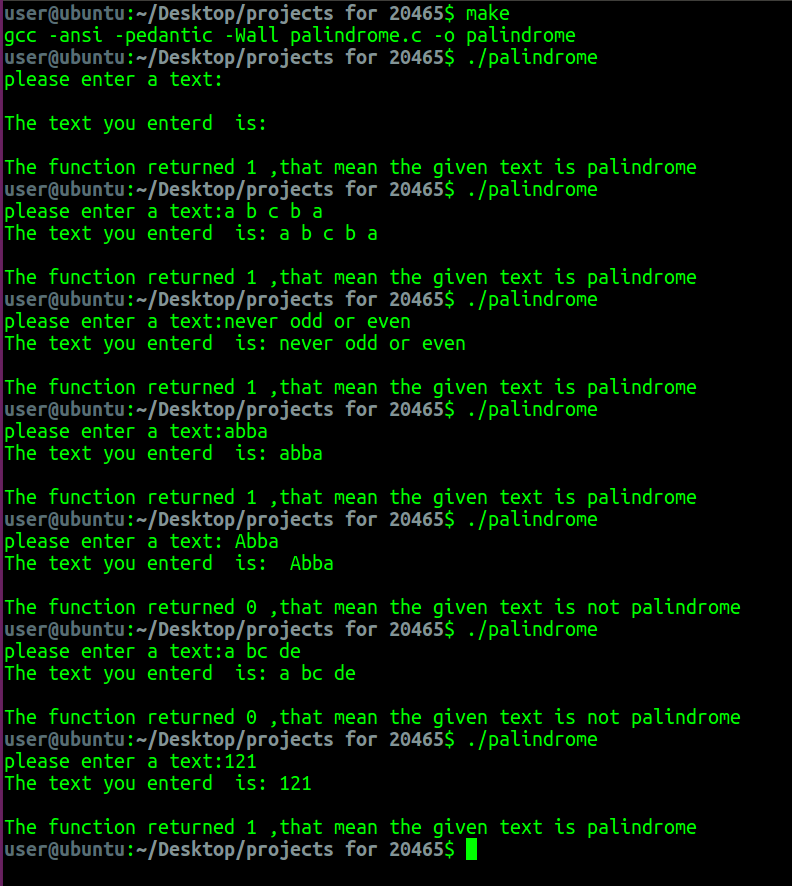 user@ubuntu:~/Desktop/projects for 20465$ make
gcc -ansi -pedantic -Wall palindrome.c -o palindrome
user@ubuntu:~/Desktop/projects for 20465$ ./palindrome
please enter a text:
The text you enterd  is:
The function returned 1 ,that mean the given text is palindrome
user@ubuntu:~/Desktop/projects for 20465$ ./palindrome
please enter a text:a b c b a
The text you enterd  is: a b c b a
The function returned 1 ,that mean the given text is palindrome
user@ubuntu:~/Desktop/projects for 20465$ ./palindrome
please enter a text:never odd or even
The text you enterd  is: never odd or even
The function returned 1 ,that mean the given text is palindrome
user@ubuntu:~/Desktop/projects for 20465$ ./palindrome
please enter a text:abba
The text you enterd  is: abba
The function returned 1 ,that mean the given text is palindrome
user@ubuntu:~/Desktop/projects for 20465$ ./palindrome
please enter a text: Abba
The text you enterd  is:  Abba
The function returned 0 ,that mean the given text is not palindrome
user@ubuntu:~/Desktop/projects for 20465$ ./palindrome
please enter a text:a bc de
The text you enterd  is: a bc de
The function returned 0 ,that mean the given text is not palindrome
user@ubuntu:~/Desktop/projects for 20465$ ./palindrome
please enter a text:121
The text you enterd  is: 121
The function returned 1 ,that mean the given text is palindrome
user@ubuntu:~/Desktop/projects for 20465$